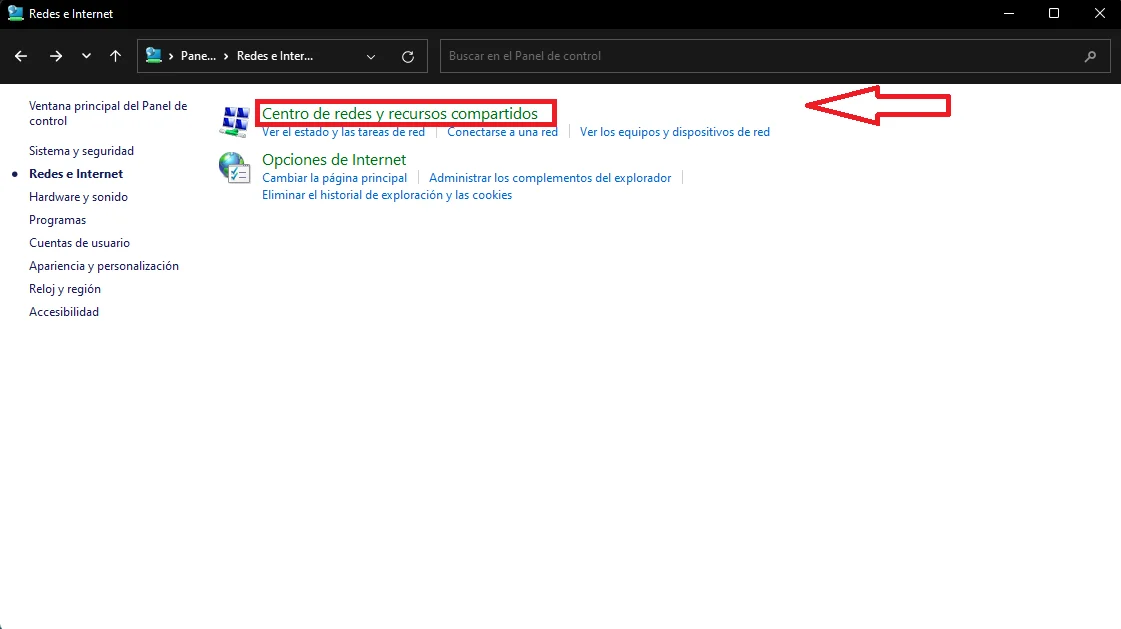 Redes e Internet
Pane... Redes e Inter...
Buscar en el Panel de control
Ventana principal del Panel de
control
Sistema y seguridad
Redes e Internet
Hardware y sonido
Programas
Cuentas de usuario
Apariencia y personalización
Reloj y región
Accesibilidad
Centro de redes y recursos compartidos
Ver el estado y las tareas de red
Conectarse a una red
Ver los equipos y dispositivos de red
Opciones de Internet
Cambiar la página principal
Administrar los complementos del explorador
Eliminar el historial de exploración y las cookies